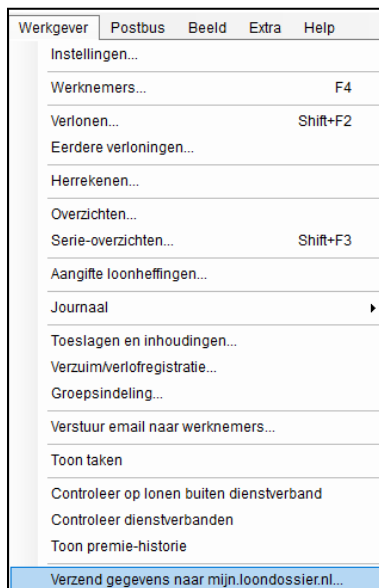 Werkgever Postbus Beeld Extra Help
Instellingen...
Werknemers... F4
Verlonen... Shift+F2
Eerdere verloningen...
Herrekenen...
Overzichten...
Serie-overzichten... Shift+F3
Aangifte loonheffingen...
Journaal
Toeslagen en inhoudingen...
Verzuim/verlofregistratie...
Groepsindeling...
Verstuur email naar werknemers...
Toon taken
Controleer op lonen buiten dienstverband
Controleer dienstverbanden
Toon premie-historie
Verzend gegevens naar mijn.loondossier.nl...